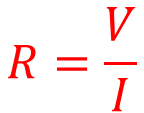 R = V/I